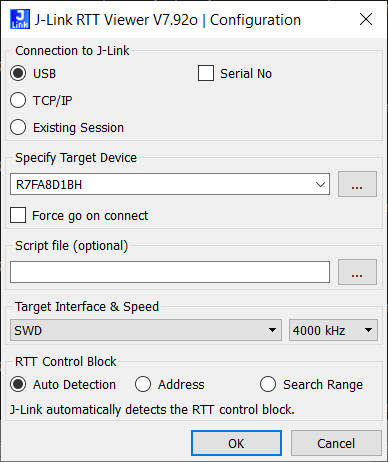 J-Link RTT Viewer V7.92o | Configuration
Connection to J-Link
USB Serial No
TCP/IP
Existing Session
Specify Target Device
R7FA8D1BH ...
Force go on connect
Script file (optional)
...
Target Interface & Speed
SWD 4000 kHz
RTT Control Block
Auto Detection Address Search Range
J-Link automatically detects the RTT control block.
OK Cancel